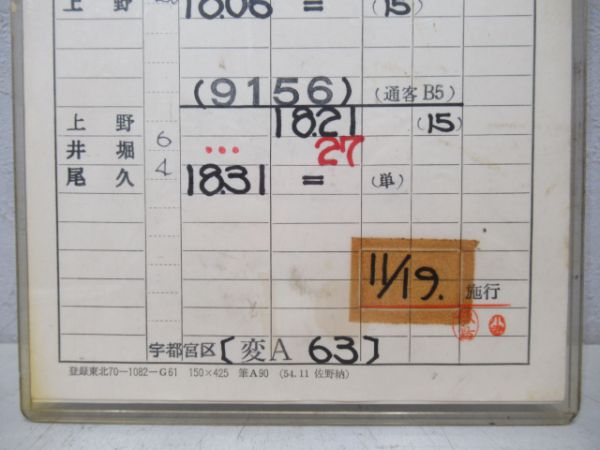 上野 18.06 = (15)
(9156) (通客B5)
上野 18.21 (15)
井堀 6 ... 27
尾久 4 18.31 = (単)
11/19. 施行
宇都宮区 [変A 63]
登録東北70-1082-G61 150×425 筆A90 (54.11 佐野納)